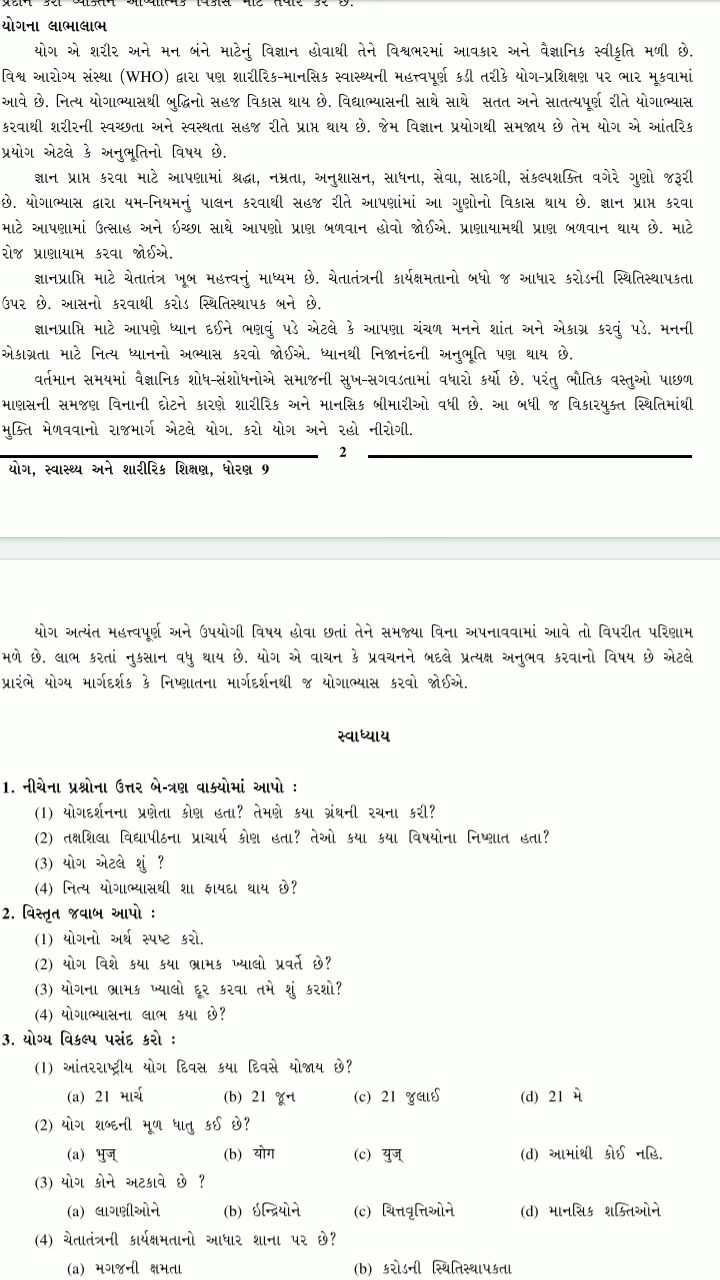 પ્રદાન કરી વ્યક્તિને આધ્યાત્મિક વિકાસ માટે તૈયાર કરે છે.
યોગના લાભાલાભ
યોગ એ શરીર અને મન બંને માટેનું વિજ્ઞાન હોવાથી તેને વિશ્વભરમાં આવકાર અને વૈજ્ઞાનિક સ્વીકૃતિ મળી છે.
વિશ્વ આરોગ્ય સંસ્થા (WHO) દ્વારા પણ શારીરિક-માનસિક સ્વાસ્થ્યની મહત્ત્વપૂર્ણ કડી તરીકે યોગ-પ્રશિક્ષણ પર ભાર મૂકવામાં
આવે છે. નિત્ય યોગાભ્યાસથી બુદ્ધિનો સહજ વિકાસ થાય છે. વિદ્યાભ્યાસની સાથે સાથે સતત અને સાતત્યપૂર્ણ રીતે યોગાભ્યાસ
કરવાથી શરીરની સ્વચ્છતા અને સ્વસ્થતા સહજ રીતે પ્રાપ્ત થાય છે. જેમ વિજ્ઞાન પ્રયોગથી સમજાય છે તેમ યોગ એ આંતરિક
પ્રયોગ એટલે કે અનુભૂતિનો વિષય છે.
જ્ઞાન પ્રાપ્ત કરવા માટે આપણામાં શ્રદ્ધા, નમ્રતા, અનુશાસન, સાધના, સેવા, સાદગી, સંકલ્પશક્તિ વગેરે ગુણો જરૂરી
છે. યોગાભ્યાસ દ્વારા યમ-નિયમનું પાલન કરવાથી સહજ રીતે આપણાંમાં આ ગુણોનો વિકાસ થાય છે. જ્ઞાન પ્રાપ્ત કરવા
માટે આપણામાં ઉત્સાહ અને ઇચ્છા સાથે આપણો પ્રાણ બળવાન હોવો જોઈએ. પ્રાણાયામથી પ્રાણ બળવાન થાય છે. માટે
રોજ પ્રાણાયામ કરવા જોઈએ.
જ્ઞાનપ્રાપ્તિ માટે ચેતાતંત્ર ખૂબ મહત્ત્વનું માધ્યમ છે. ચેતાતંત્રની કાર્યક્ષમતાનો બધો જ આધાર કરોડની સ્થિતિસ્થાપકતા
ઉપર છે. આસનો કરવાથી કરોડ સ્થિતિસ્થાપક બને છે.
જ્ઞાનપ્રાપ્તિ માટે આપણે ધ્યાન દઈને ભણવું પડે એટલે કે આપણા ચંચળ મનને શાંત અને એકાગ્ર કરવું પડે. મનની
એકાગ્રતા માટે નિત્ય ધ્યાનનો અભ્યાસ કરવો જોઈએ. ધ્યાનથી નિજાનંદની અનુભૂતિ પણ થાય છે.
વર્તમાન સમયમાં વૈજ્ઞાનિક શોધ-સંશોધનોએ સમાજની સુખ-સગવડતામાં વધારો કર્યો છે. પરંતુ ભૌતિક વસ્તુઓ પાછળ
માણસની સમજણ વિનાની દોટને કારણે શારીરિક અને માનસિક બીમારીઓ વધી છે. આ બધી જ વિકારયુક્ત સ્થિતિમાંથી
મુક્તિ મેળવવાનો રાજમાર્ગ એટલે યોગ. કરો યોગ અને રહો નીરોગી.
2
યોગ, સ્વાસ્થ્ય અને શારીરિક શિક્ષણ, ધોરણ 9
યોગ અત્યંત મહત્ત્વપૂર્ણ અને ઉપયોગી વિષય હોવા છતાં તેને સમજ્યા વિના અપનાવવામાં આવે તો વિપરીત પરિણામ
મળે છે. લાભ કરતાં નુકસાન વધુ થાય છે. યોગ એ વાચન કે પ્રવચનને બદલે પ્રત્યક્ષ અનુભવ કરવાનો વિષય છે એટલે
પ્રારંભે યોગ્ય માર્ગદર્શક કે નિષ્ણાતના માર્ગદર્શનથી જ યોગાભ્યાસ કરવો જોઈએ.
સ્વાધ્યાય
1. નીચેના પ્રશ્નોના ઉત્તર બે-ત્રણ વાક્યોમાં આપો :
(1) યોગદર્શનના પ્રણેતા કોણ હતા? તેમણે કયા ગ્રંથની રચના કરી?
(2) તક્ષશિલા વિદ્યાપીઠના પ્રાચાર્ય કોણ હતા? તેઓ કયા કયા વિષયોના નિષ્ણાત હતા?
(3) યોગ એટલે શું ?
(4) નિત્ય યોગાભ્યાસથી શા ફાયદા થાય છે?
2. વિસ્તૃત જવાબ આપો :
(1) યોગનો અર્થ સ્પષ્ટ કરો.
(2) યોગ વિશે કયા કયા ભ્રામક ખ્યાલો પ્રવર્તે છે?
(3) યોગના ભ્રામક ખ્યાલો દૂર કરવા તમે શું કરશો?
(4) યોગાભ્યાસના લાભ કયા છે?
3. યોગ્ય વિકલ્પ પસંદ કરો :
(1) આંતરરાષ્ટ્રીય યોગ દિવસ કયા દિવસે યોજાય છે?
(a) 21 માર્ચ (b) 21 જૂન (c) 21 જુલાઈ (d) 21 મે
(2) યોગ શબ્દની મૂળ ધાતુ કઈ છે?
(a) भुज् (b) योग (c) युज् (d) આમાંથી કોઈ નહિ.
(3) યોગ કોને અટકાવે છે ?
(a) લાગણીઓને (b) ઇન્દ્રિયોને (c) ચિત્તવૃત્તિઓને (d) માનસિક શક્તિઓને
(4) ચેતાતંત્રની કાર્યક્ષમતાનો આધાર શાના પર છે?
(a) મગજની ક્ષમતા (b) કરોડની સ્થિતિસ્થાપકતા